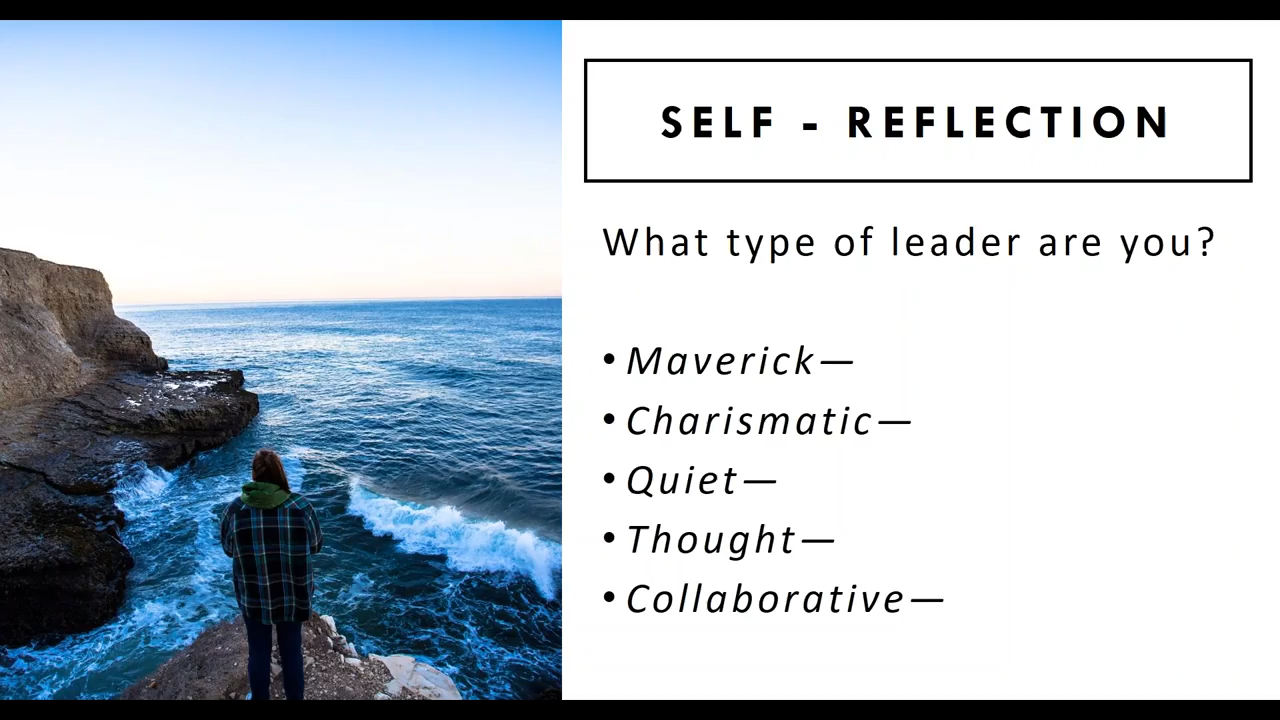 SELF - REFLECTION
What type of leader are you?
• Maverick—
• Charismatic—
• Quiet—
• Thought—
• Collaborative—